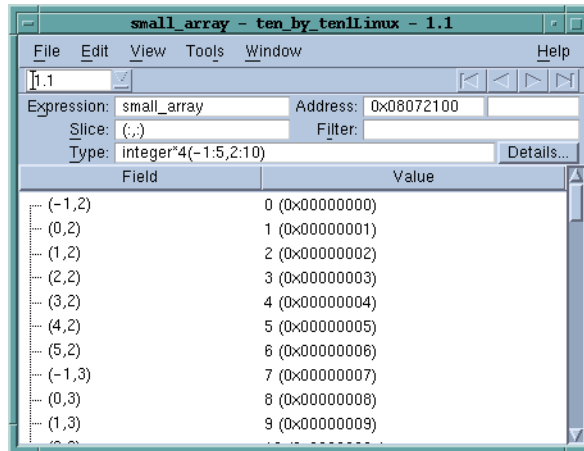 small_array - ten_by_ten1Linux - 1.1
File Edit View Tools Window Help
1.1
Expression: small_array Address: 0x08072100
Slice: (:,:) Filter:
Type: integer*4(-1:5,2:10) Details...
Field Value
(-1,2) 0 (0x00000000)
(0,2) 1 (0x00000001)
(1,2) 2 (0x00000002)
(2,2) 3 (0x00000003)
(3,2) 4 (0x00000004)
(4,2) 5 (0x00000005)
(5,2) 6 (0x00000006)
(-1,3) 7 (0x00000007)
(0,3) 8 (0x00000008)
(1,3) 9 (0x00000009)